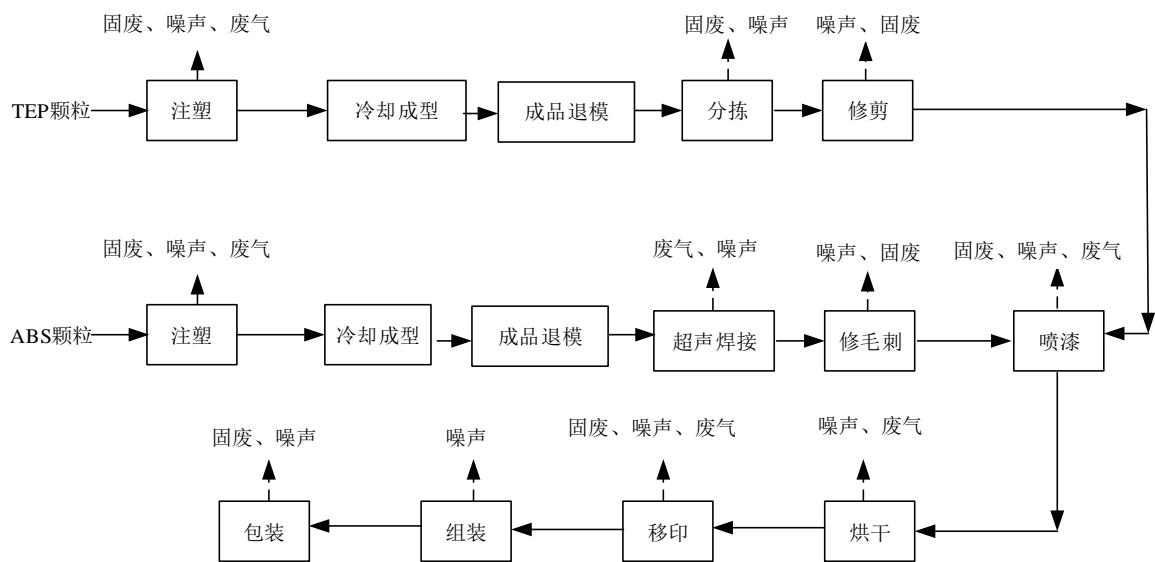 固废、噪声、废气
固废、噪声
噪声、固废
TEP颗粒
注塑
冷却成型
成品退模
分拣
修剪
固废、噪声、废气
废气、噪声
噪声、固废
固废、噪声、废气
ABS颗粒
注塑
冷却成型
成品退模
超声焊接
修毛刺
喷漆
固废、噪声
噪声
固废、噪声、废气
噪声、废气
包装
组装
移印
烘干